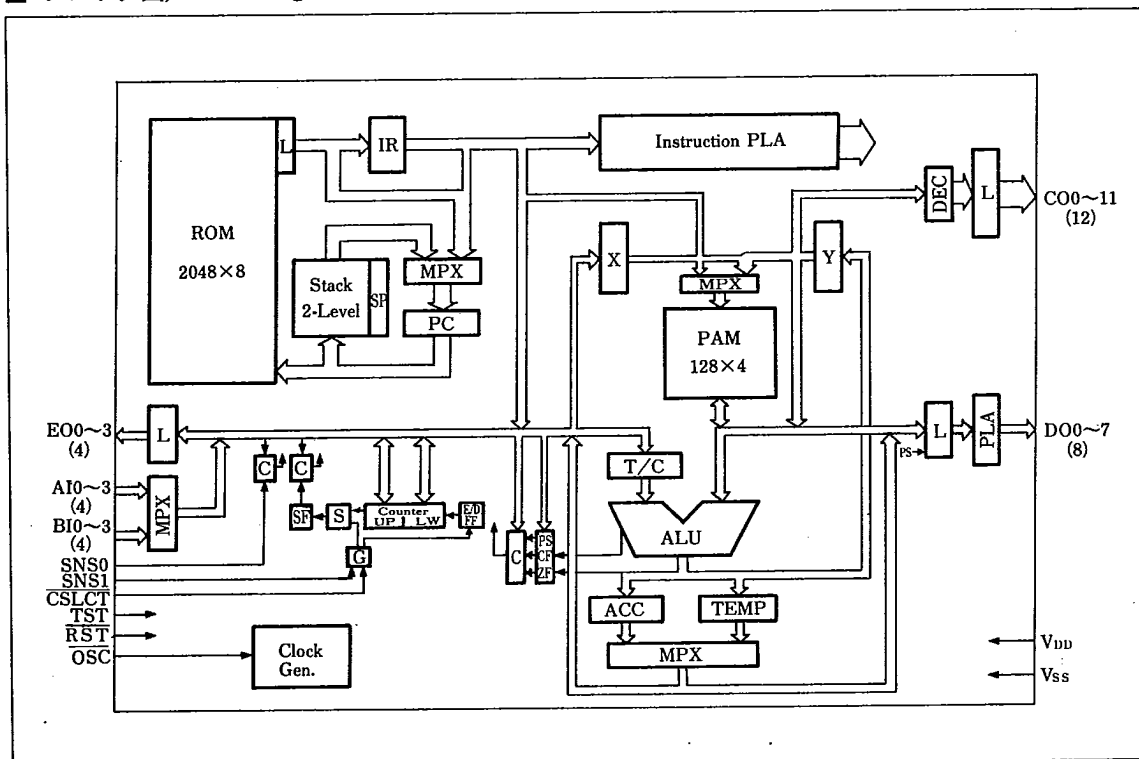 ROM
2048×8
L
IR
Instruction PLA
DEC
L
CO0~11
(12)
Stack
2-Level
SP
MPX
PC
X
MPX
Y
PAM
128×4
EO0~3
(4)
L
AI0~3
(4)
BI0~3
(4)
MPX
C
C
SF
S
Counter
UP LW
E/D
FF
G
C
PS
CF
ZF
T/C
ALU
PS
L
PLA
DO0~7
(8)
SNS0
SNS1
CSLCT
TST
RST
OSC
Clock
Gen.
ACC
TEMP
MPX
VDD
VSS